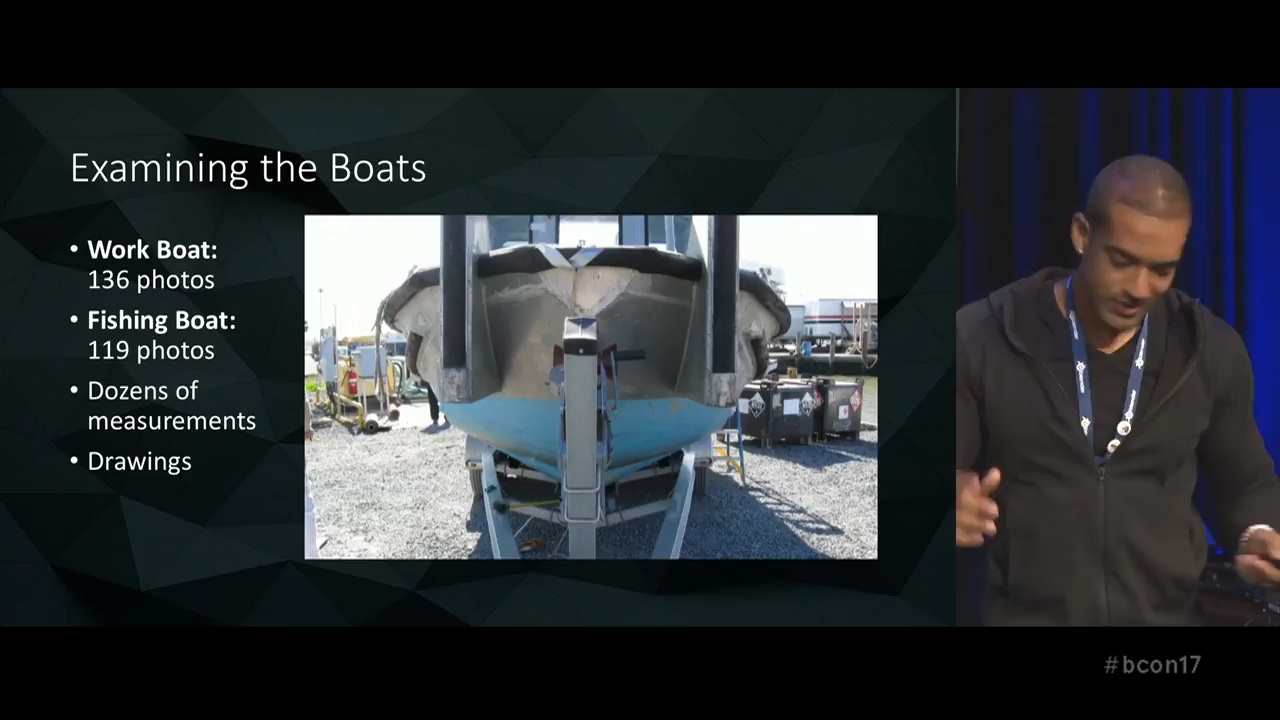 Examining the Boats
• Work Boat:
136 photos
• Fishing Boat:
119 photos
• Dozens of
measurements
• Drawings
#bcon17